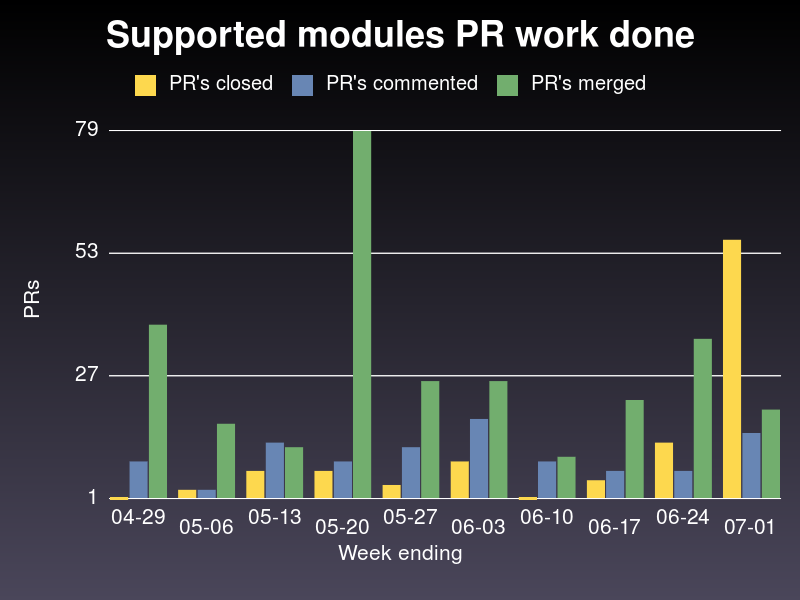 Supported modules PR work done
PR's closed PR's commented PR's merged
79
53
27
1
PRs
04-29 05-06 05-13 05-20 05-27 06-03 06-10 06-17 06-24 07-01
Week ending